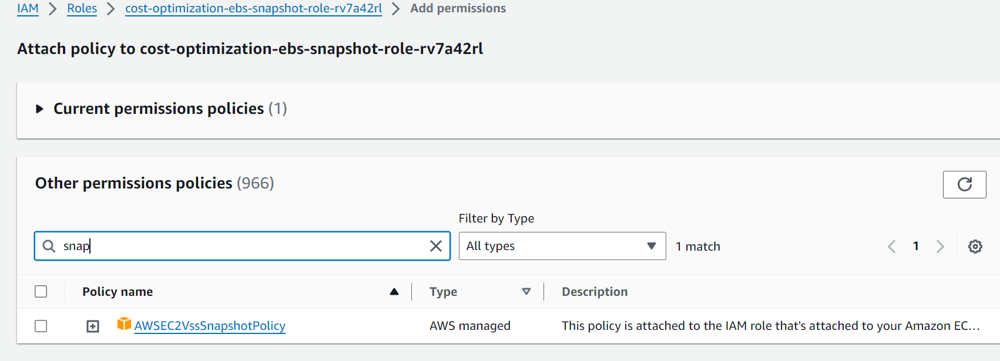 IAM > Roles > cost-optimization-ebs-snapshot-role-rv7a42rl > Add permissions
Attach policy to cost-optimization-ebs-snapshot-role-rv7a42rl
Current permissions policies (1)
Other permissions policies (966)
Filter by Type
snap All types 1 match 1
Policy name Type Description
AWSEC2VssSnapshotPolicy AWS managed This policy is attached to the IAM role that's attached to your Amazon EC...